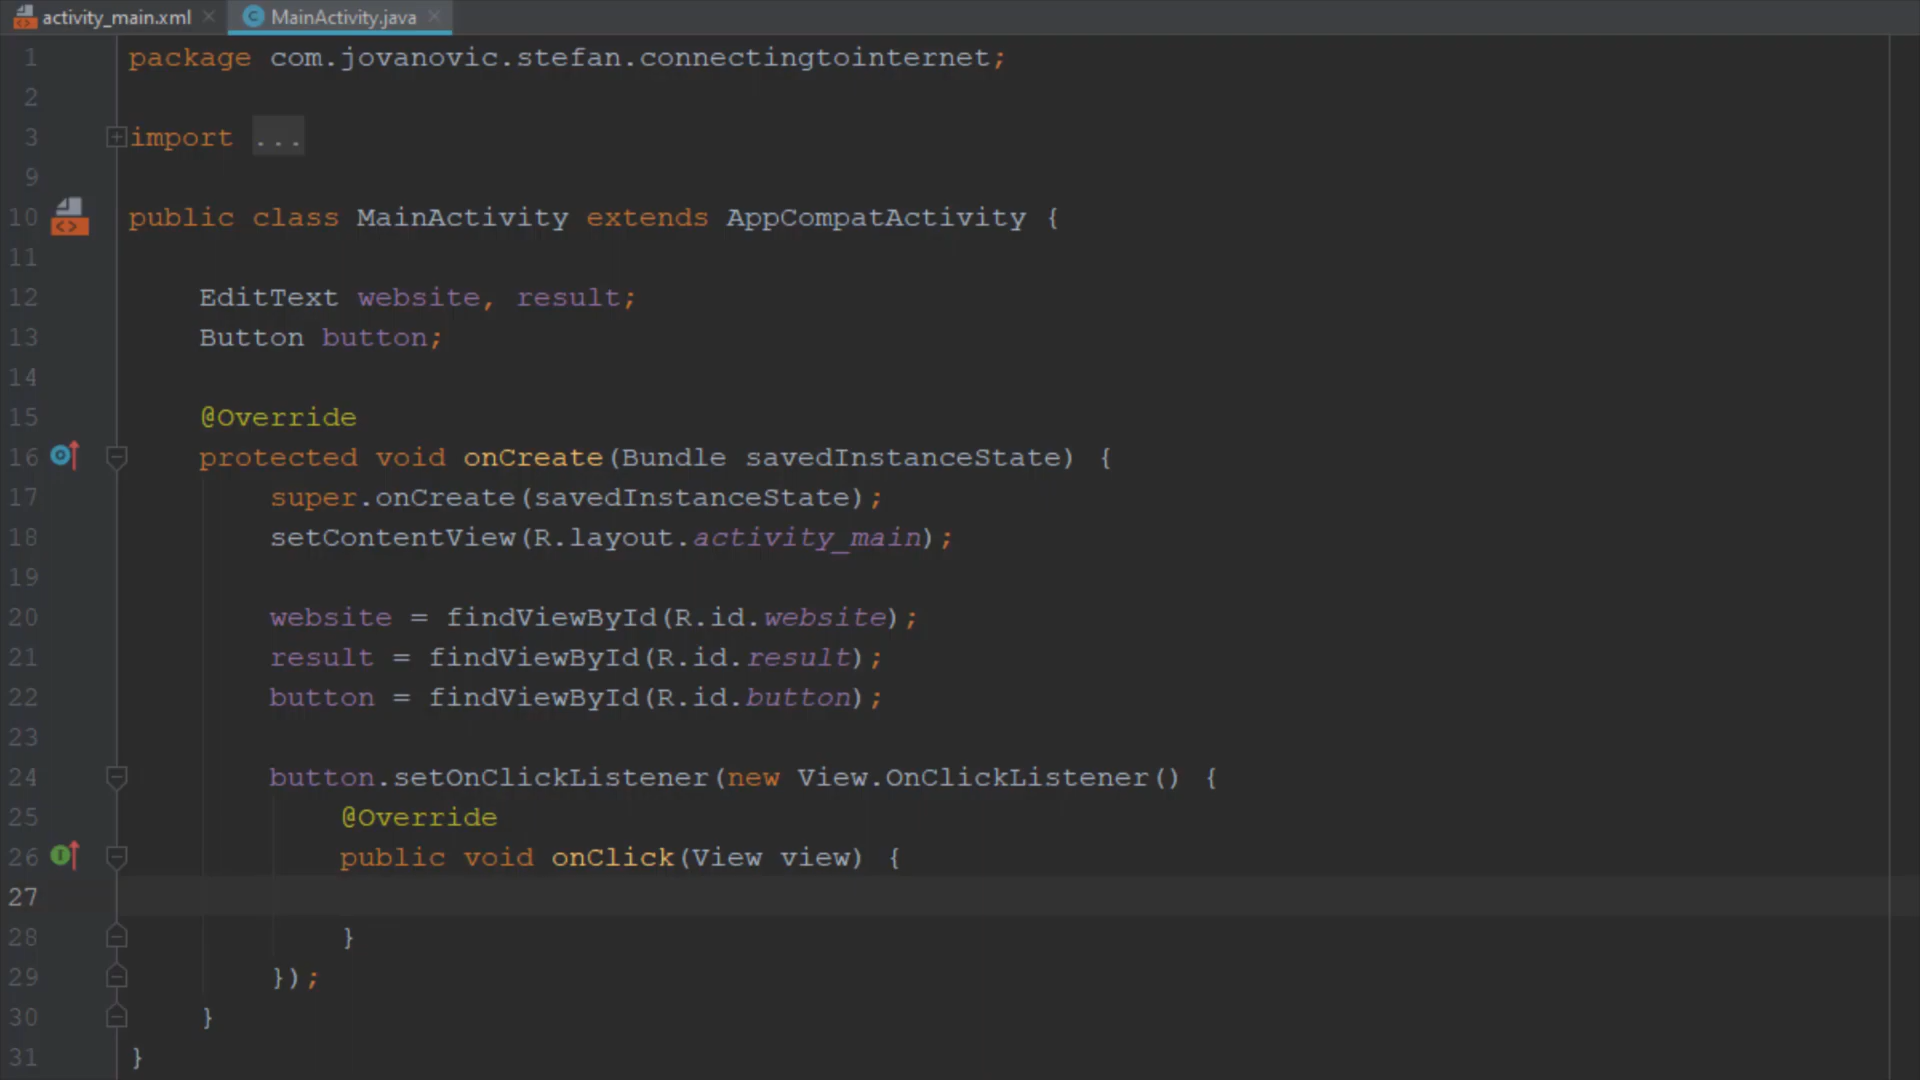 activity_main.xml MainActivity.java
1 package com.jovanovic.stefan.connectingtointernet;
2
3 import ...
9
10 public class MainActivity extends AppCompatActivity {
11
12 EditText website, result;
13 Button button;
14
15 @Override
16 protected void onCreate(Bundle savedInstanceState) {
17 super.onCreate(savedInstanceState);
18 setContentView(R.layout.activity_main);
19
20 website = findViewById(R.id.website);
21 result = findViewById(R.id.result);
22 button = findViewById(R.id.button);
23
24 button.setOnClickListener(new View.OnClickListener() {
25 @Override
26 public void onClick(View view) {
27
28 }
29 });
30 }
31 }